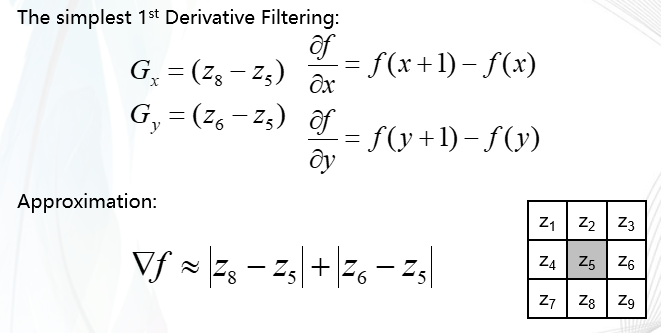 The simplest 1st Derivative Filtering:
Gₓ = (z₈ − z₅) ∂f/∂x = f(x+1) − f(x)
G_y = (z₆ − z₅) ∂f/∂y = f(y+1) − f(y)
Approximation:
∇f ≈ |z₈ − z₅| + |z₆ − z₅|
z₁ z₂ z₃
z₄ z₅ z₆
z₇ z₈ z₉